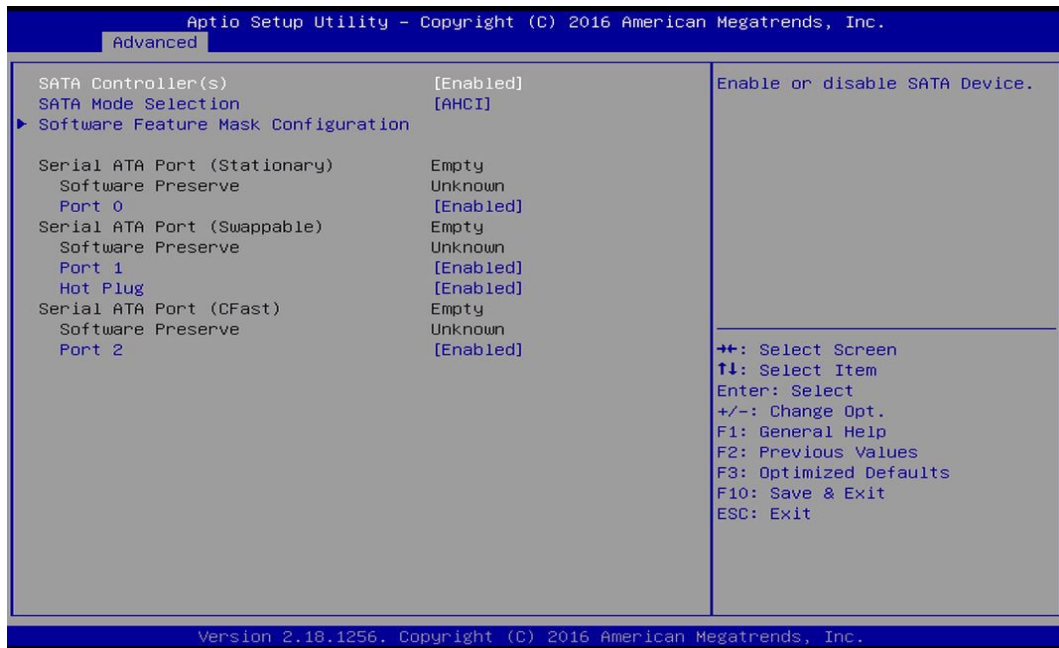 Aptio Setup Utility – Copyright (C) 2016 American Megatrends, Inc.
Advanced
SATA Controller(s) [Enabled]
SATA Mode Selection [AHCI]
▶ Software Feature Mask Configuration
Serial ATA Port (Stationary) Empty
Software Preserve Unknown
Port 0 [Enabled]
Serial ATA Port (Swappable) Empty
Software Preserve Unknown
Port 1 [Enabled]
Hot Plug [Enabled]
Serial ATA Port (CFast) Empty
Software Preserve Unknown
Port 2 [Enabled]
Enable or disable SATA Device.
→←: Select Screen
↑↓: Select Item
Enter: Select
+/-: Change Opt.
F1: General Help
F2: Previous Values
F3: Optimized Defaults
F10: Save & Exit
ESC: Exit
Version 2.18.1256. Copyright (C) 2016 American Megatrends, Inc.